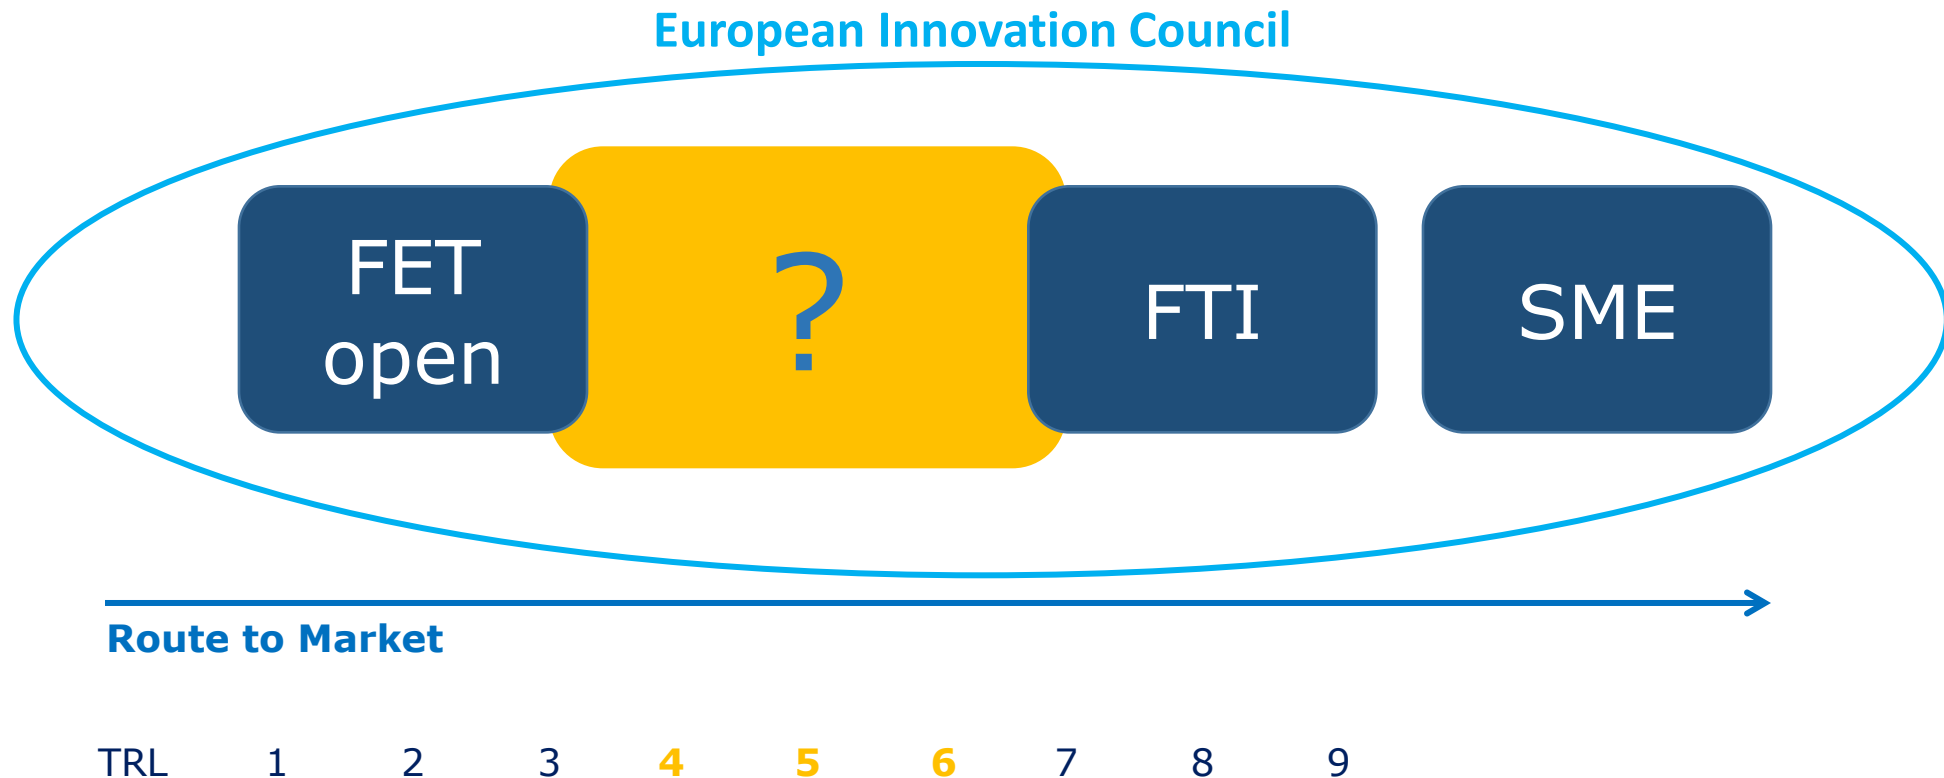 European Innovation Council
FET
open
?
FTI
SME
Route to Market
TRL 1 2 3 4 5 6 7 8 9